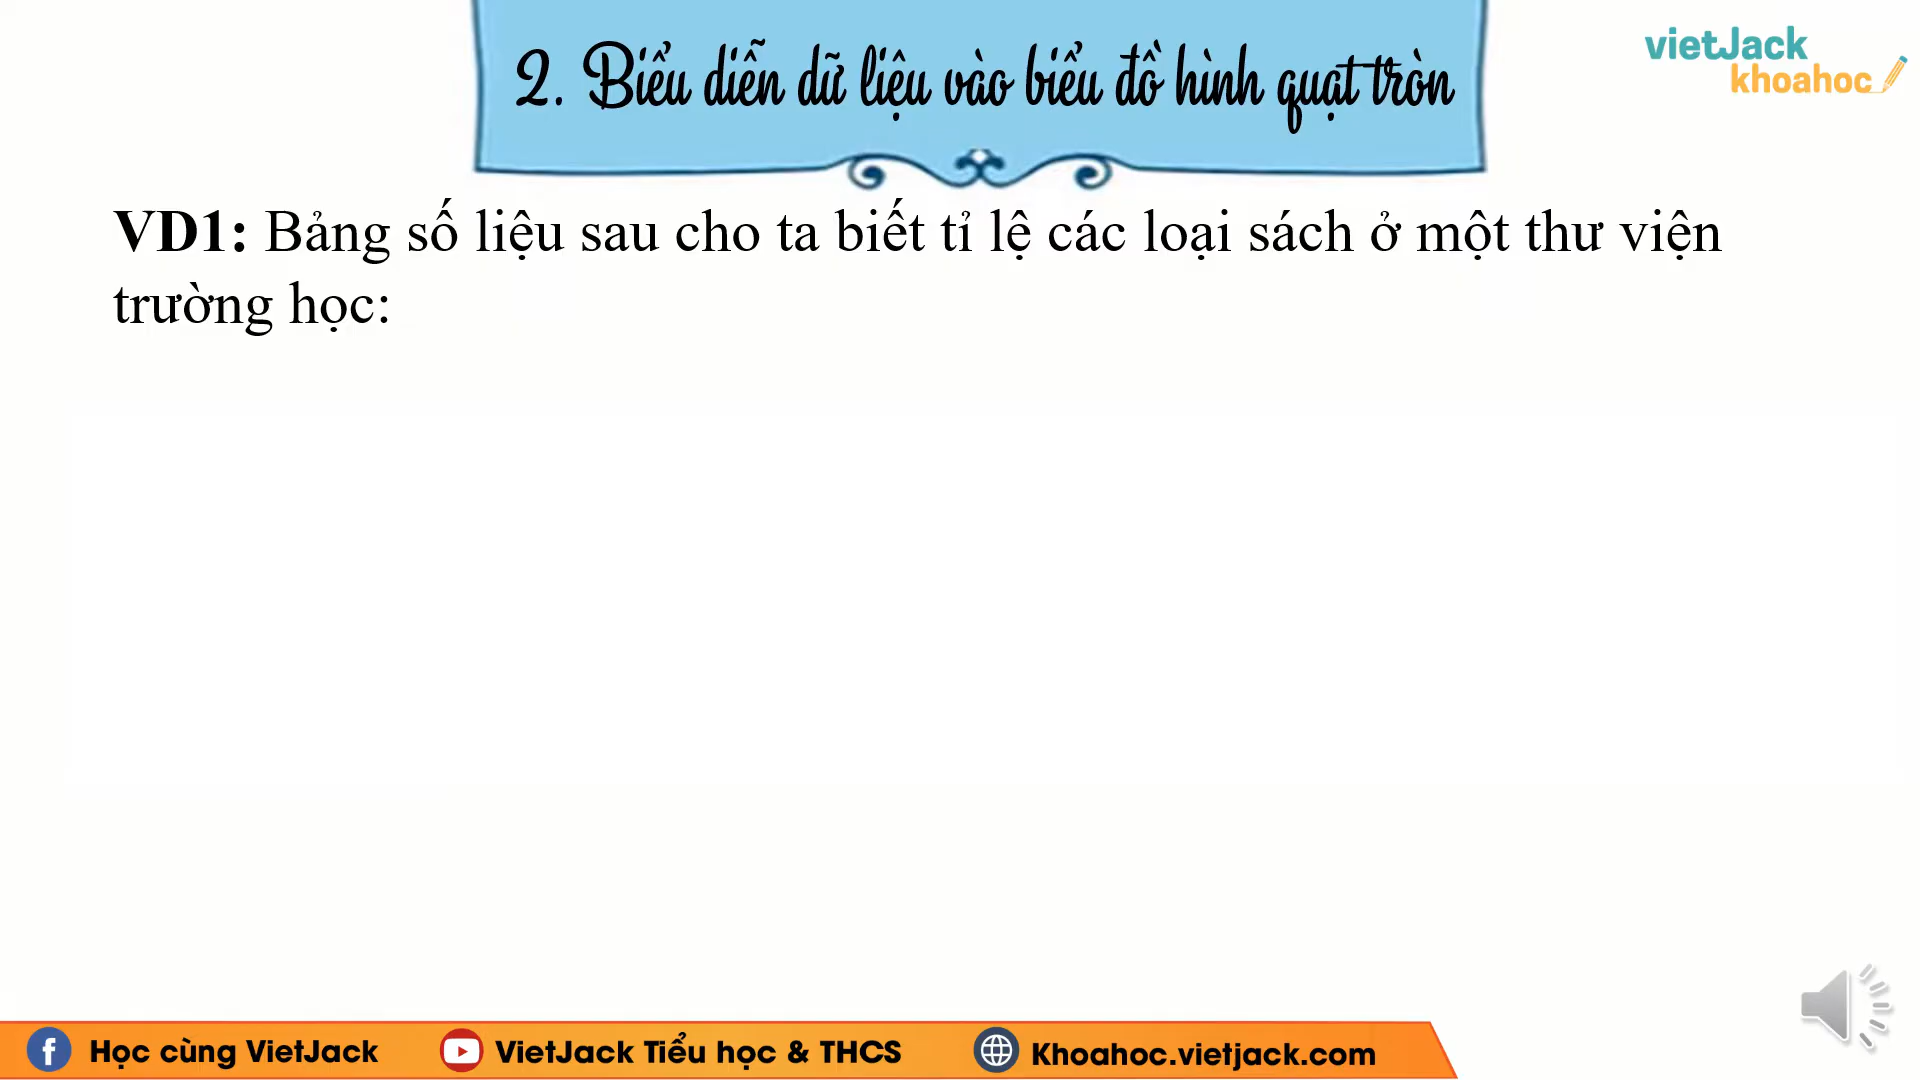 2. Biểu diễn dữ liệu vào biểu đồ hình quạt tròn
vietJack
khoahoc
VD1: Bảng số liệu sau cho ta biết tỉ lệ các loại sách ở một thư viện
trường học:
Học cùng VietJack
VietJack Tiểu học & THCS
Khoahoc.vietjack.com